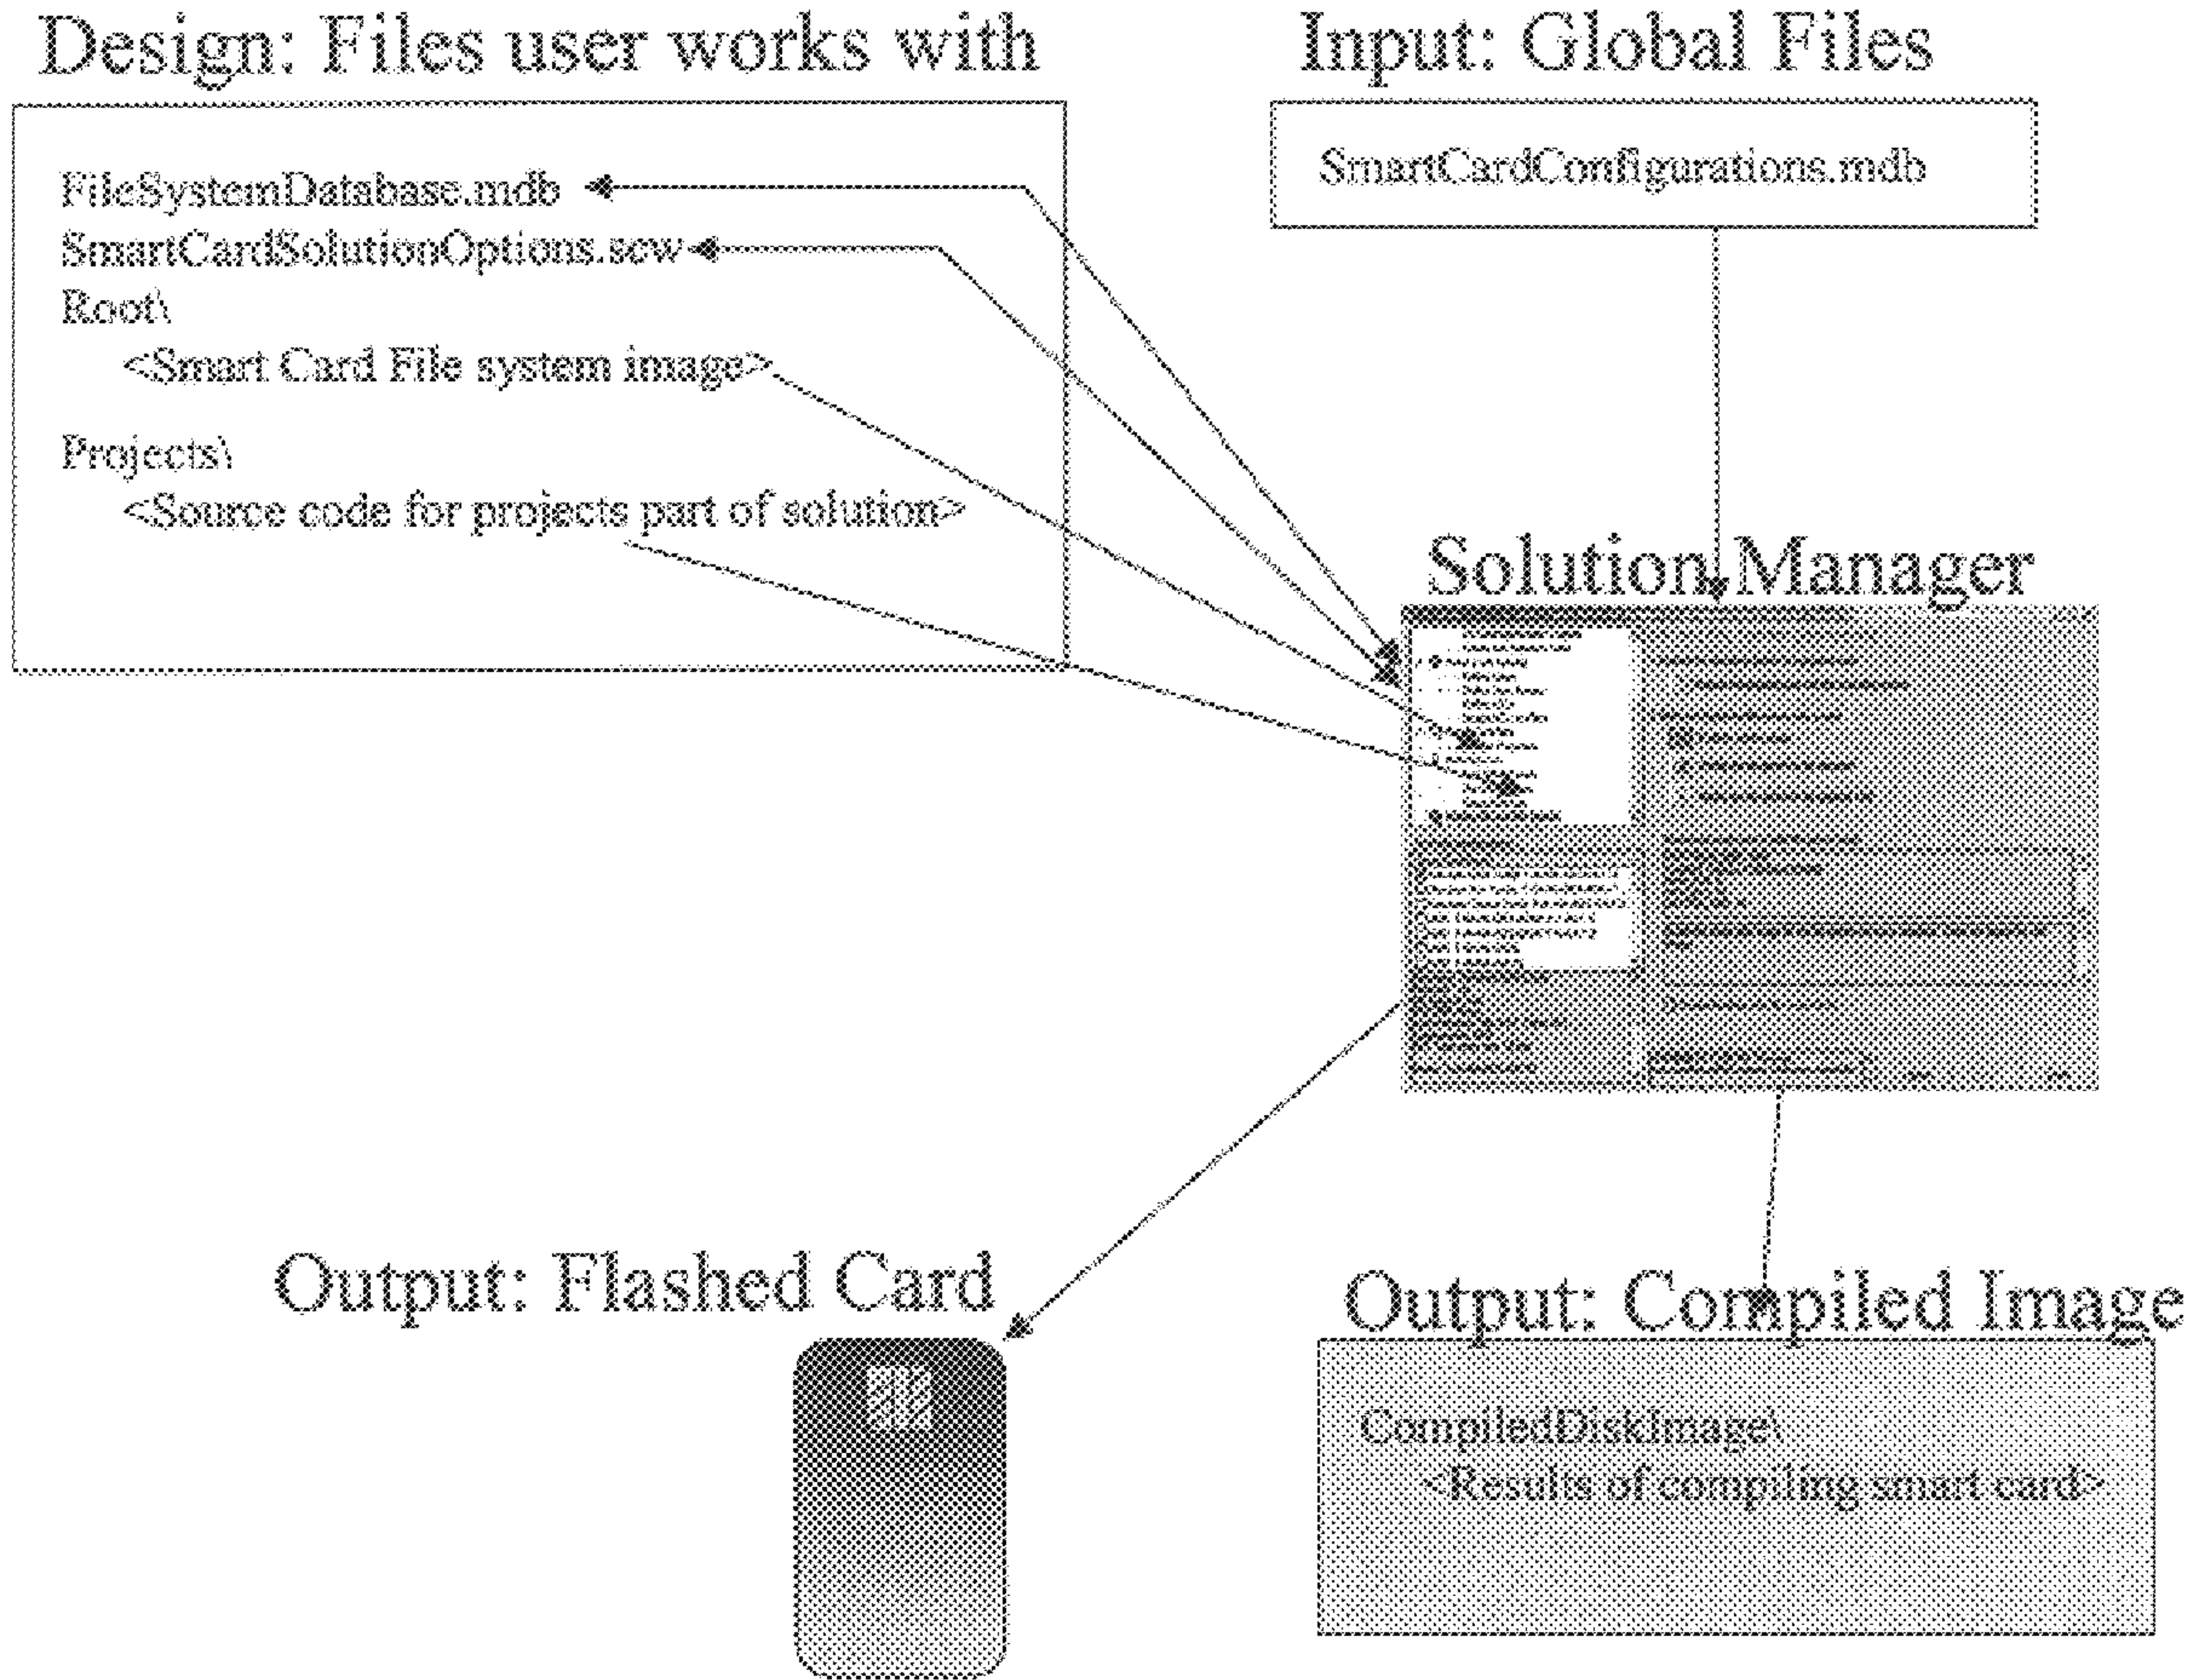 Design: Files user works with
FileSystemDatabase.mdb
SmartCardSolutionOptions.scw
Root\
<Smart Card File system image>
Projects\
<Source code for projects part of solution>
Input: Global Files
SmartCardConfigurations.mdb
Solution Manager
Output: Flashed Card
Output: Compiled Image
CompiledDiskImage\
<Results of compiling smart card>